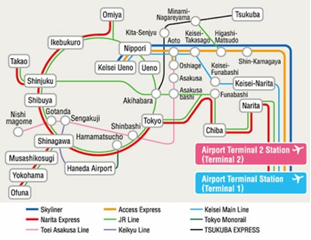 Omiya
Minami-
Nagareyama
Tsukuba
Kita-Senjyu
Keisei-
Takasago
Higashi-
Matsudo
Ikebukuro
Nippori
Aoto
Takao
Keisei Ueno
Ueno
Oshiage
Keisei-
Funabashi
Shin-Kamagaya
Shinjuku
Asakusa
Keisei-Narita
Akihabara
Asakusa
bashi
Funabashi
Shibuya
Narita
Gotanda
Sengakuji
Tokyo
Nishi
magome
Shinbashi
Chiba
Hamamatsucho
Shinagawa
Musashikosugi
Haneda Airport
Airport Terminal 2 Station
(Terminal 2)
Yokohama
Airport Terminal Station
(Terminal 1)
Ofuna
Skyliner
Access Express
Keisei Main Line
Narita Express
JR Line
Tokyo Monorail
Toei Asakusa Line
Keikyu Line
TSUKUBA EXPRESS